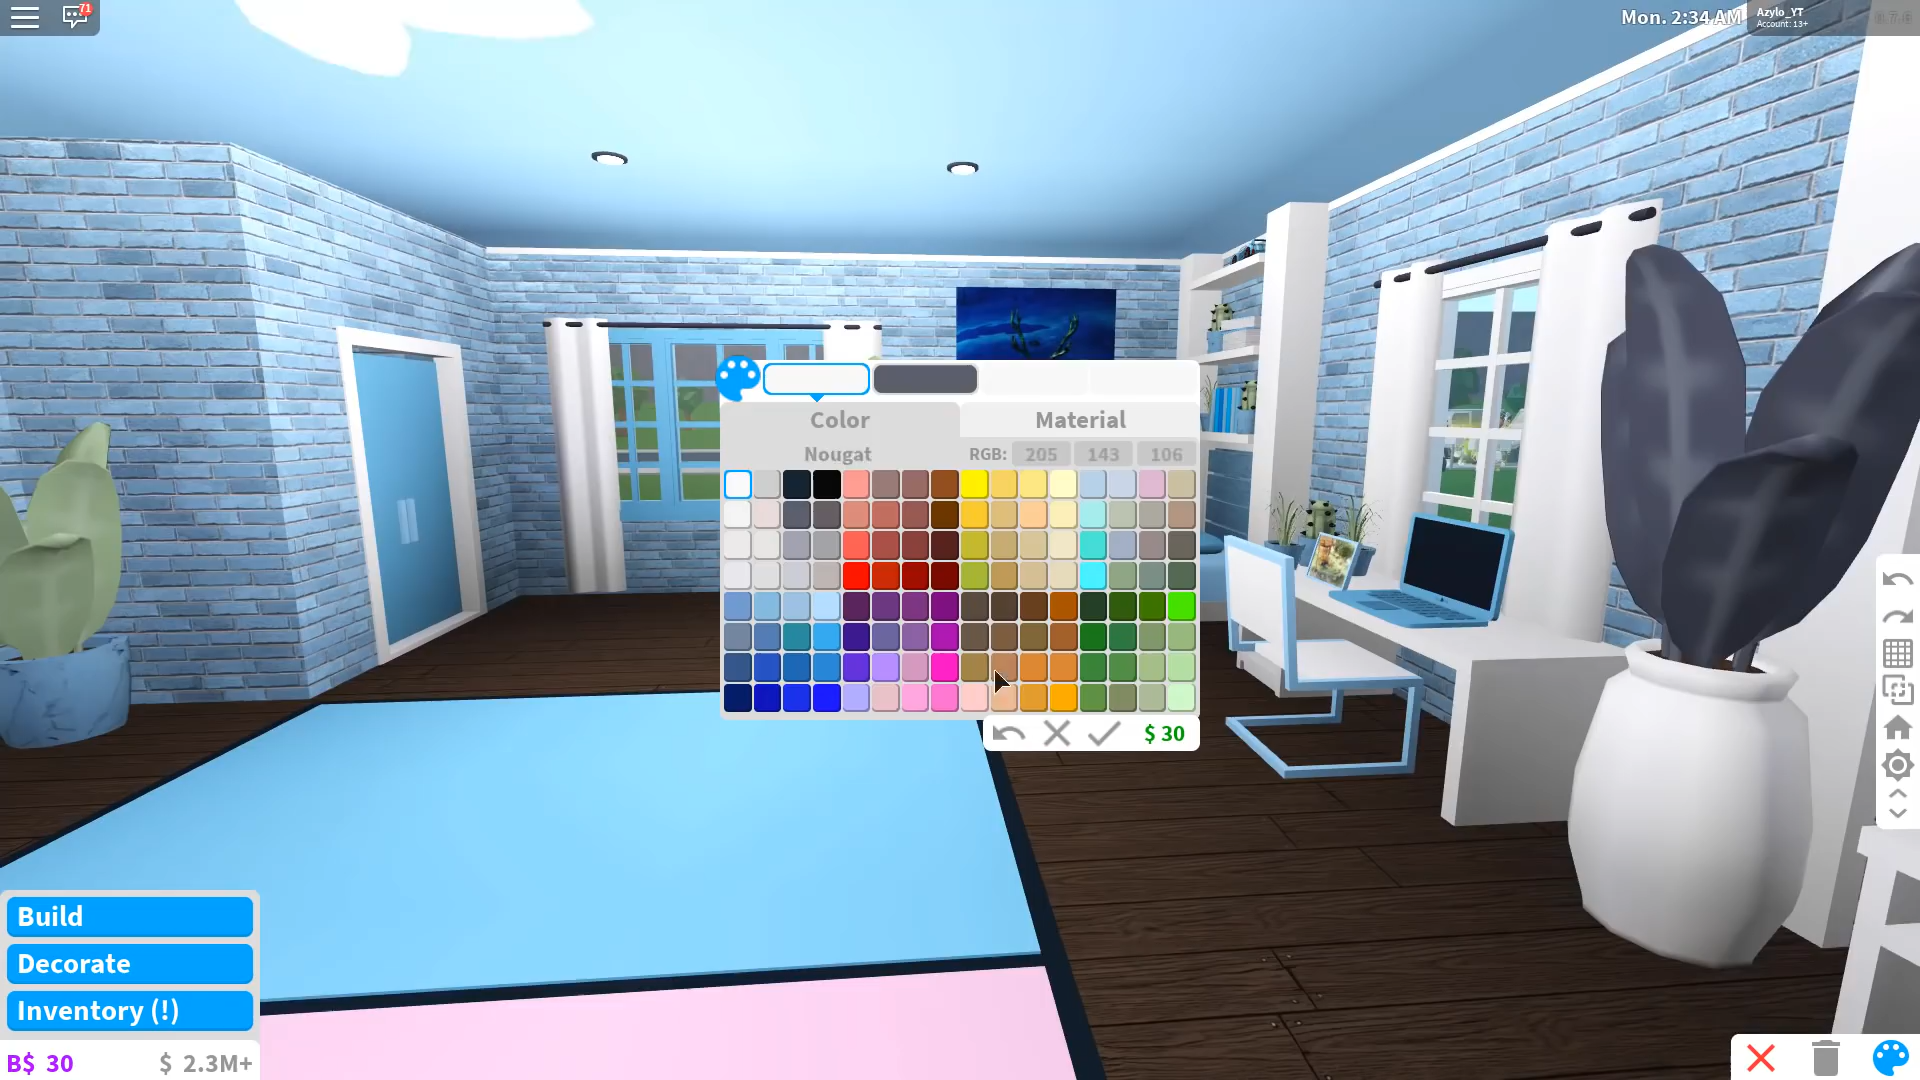 71
Mon. 2:34 AM
Azylo_YT
Account: 13+
Color
Material
Nougat
RGB: 205 143 106
$ 30
Build
Decorate
Inventory (!)
B$ 30
$ 2.3M+